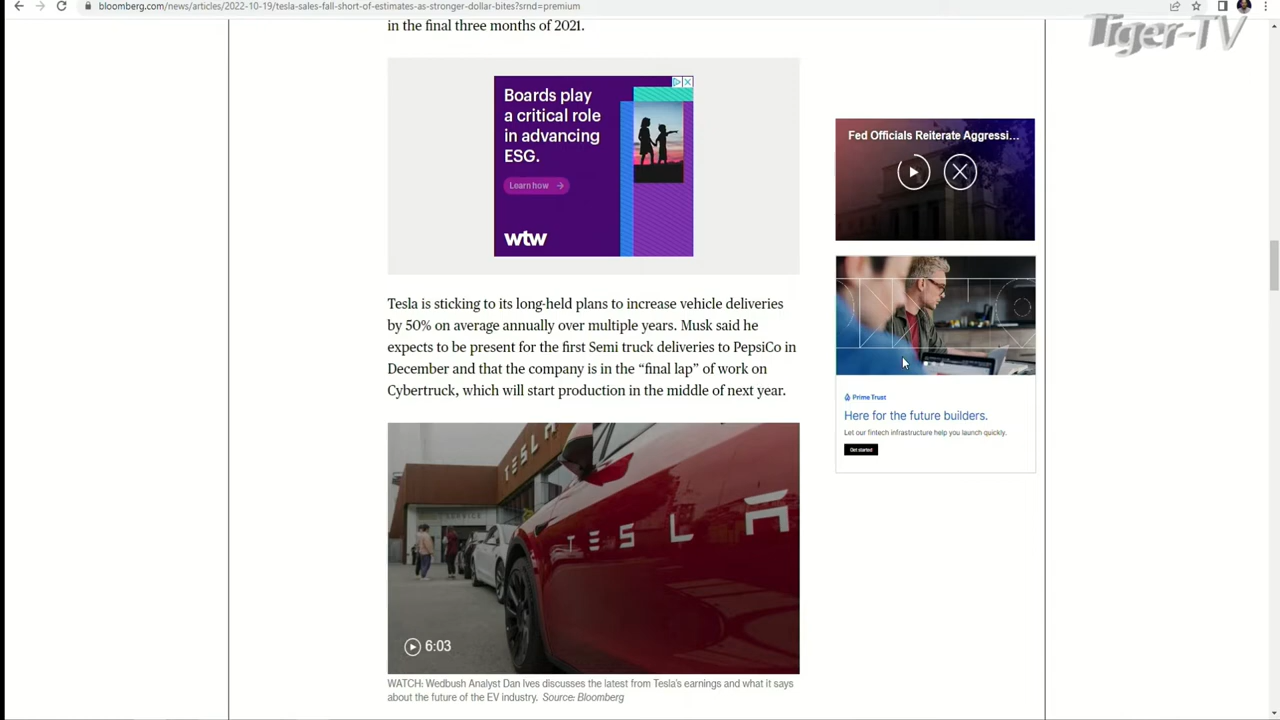 bloomberg.com/news/articles/2022-10-19/tesla-sales-fall-short-of-estimates-as-stronger-dollar-bites?srnd=premium
Tiger-TV
in the final three months of 2021.
Boards play
a critical role
in advancing
ESG.
Learn how
wtw
Fed Officials Reiterate Aggressi...
Prime Trust
Here for the future builders.
Let our fintech infrastructure help you launch quickly.
Get started
Tesla is sticking to its long-held plans to increase vehicle deliveries
by 50% on average annually over multiple years. Musk said he
expects to be present for the first Semi truck deliveries to PepsiCo in
December and that the company is in the “final lap” of work on
Cybertruck, which will start production in the middle of next year.
TESLA
SERVICE
TESLA
6:03
WATCH: Wedbush Analyst Dan Ives discusses the latest from Tesla's earnings and what it says
about the future of the EV industry. Source: Bloomberg